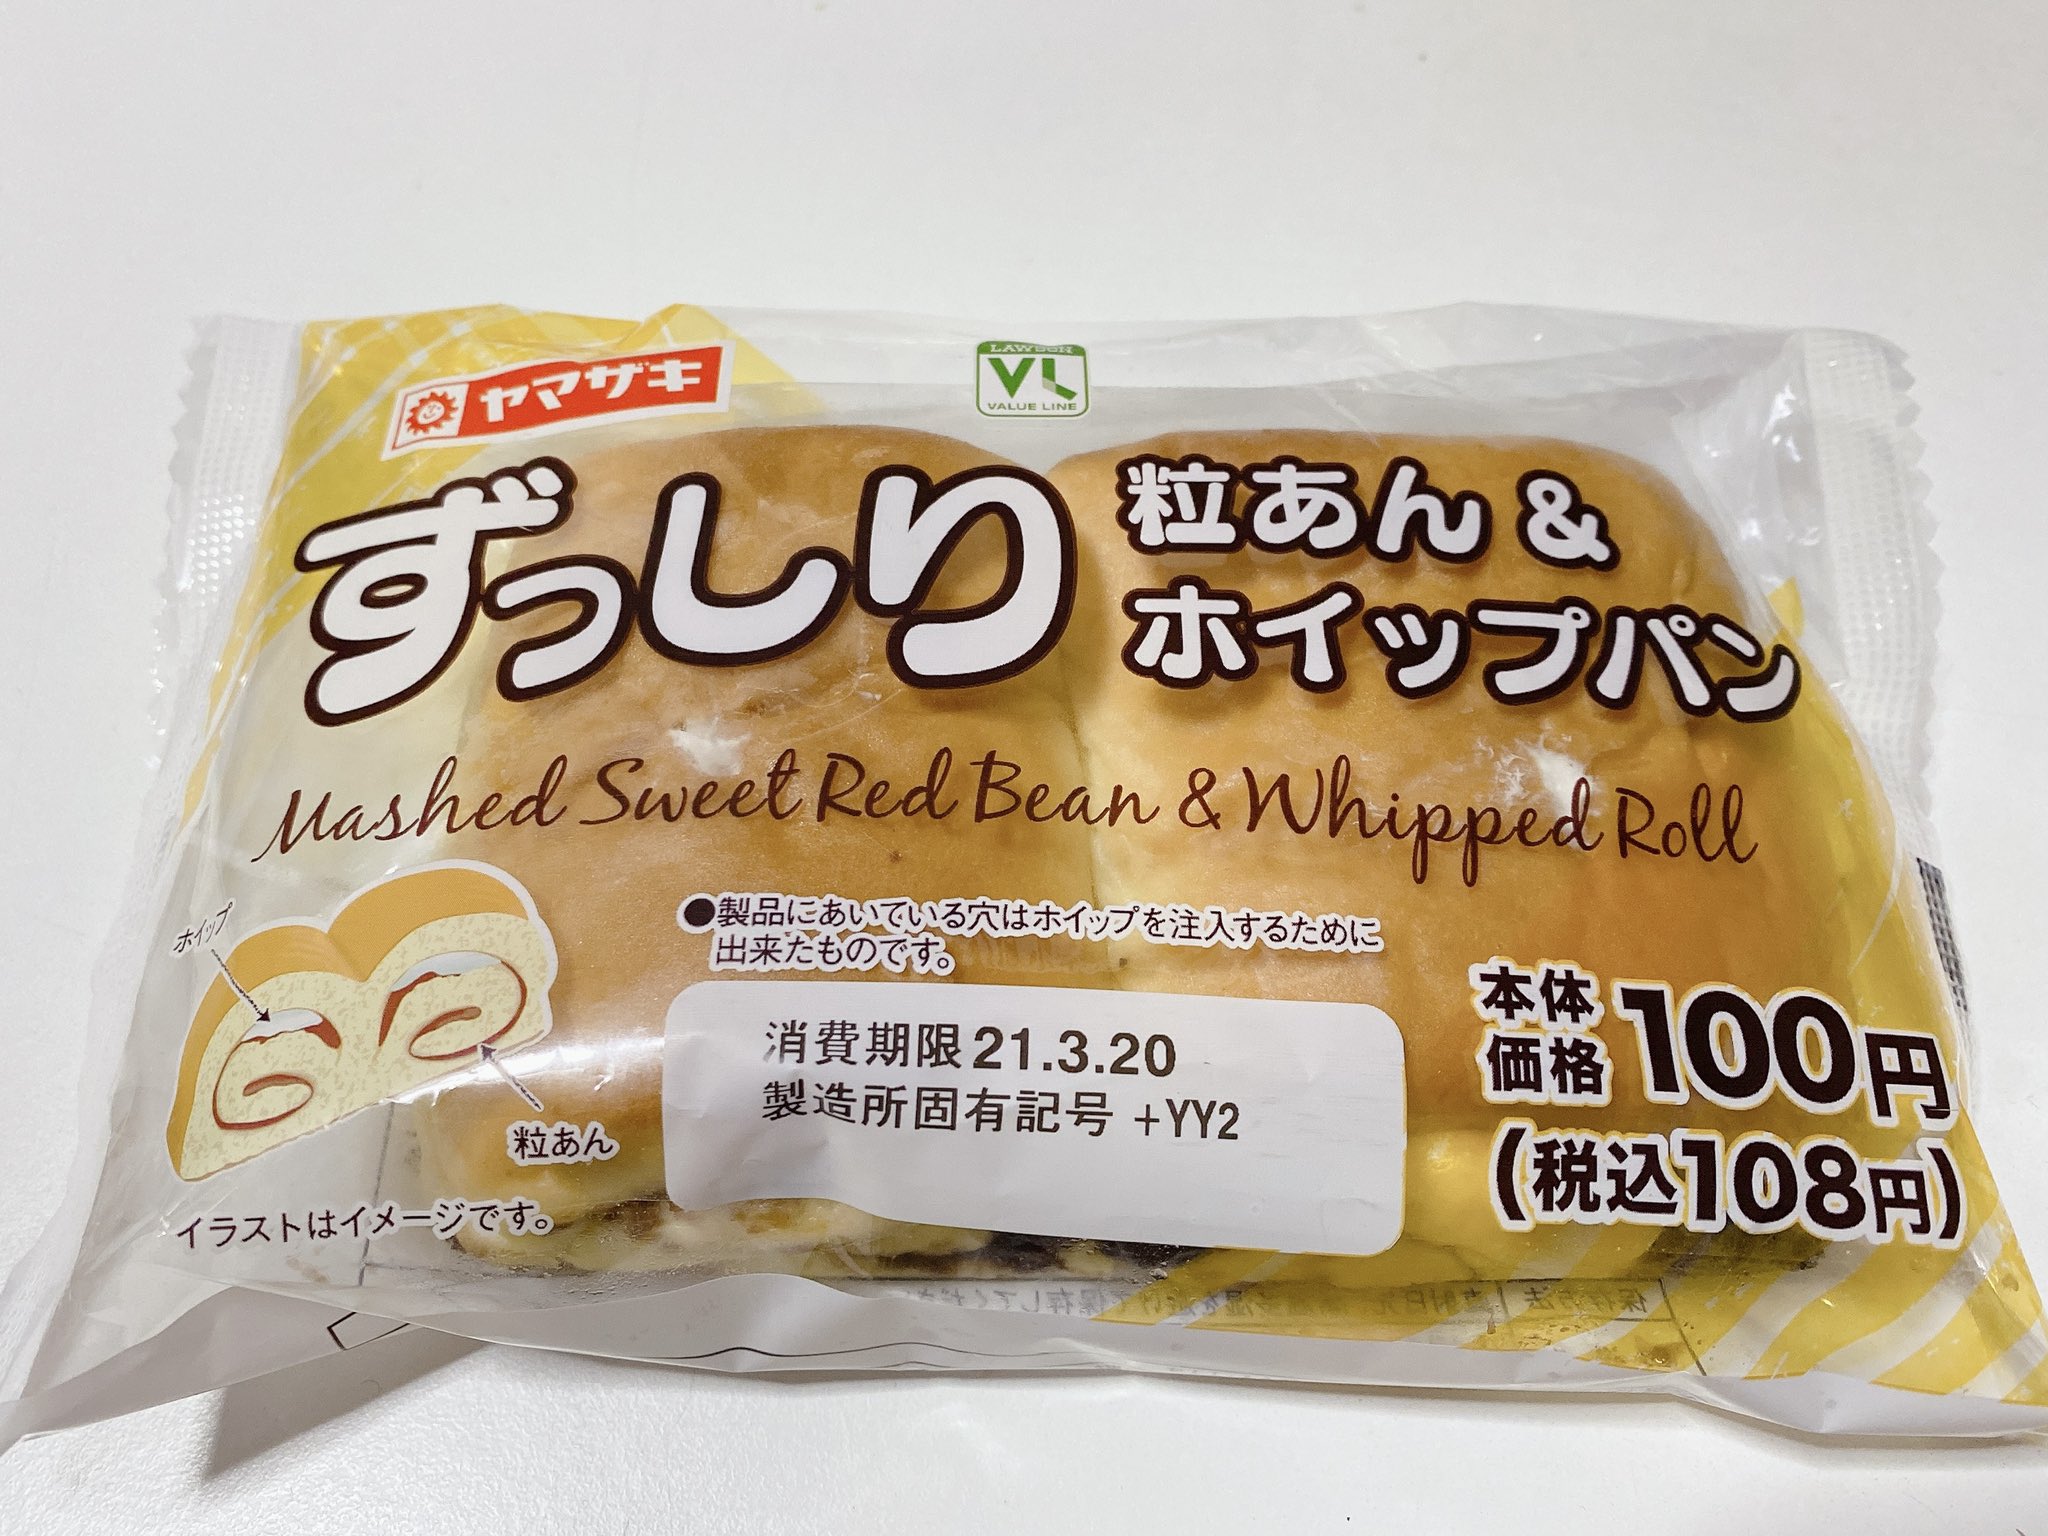 ヤマザキ
LAWSON
VL
VALUE LINE
ずっしり
粒あん &
ホイップパン
Mashed Sweet Red Bean & Whipped Roll
ホイップ
粒あん
イラストはイメージです。
●製品にあいている穴はホイップを注入するために
出来たものです。
消費期限 21.3.20
製造所固有記号 +YY2
本体
価格
100円
(税込108円)